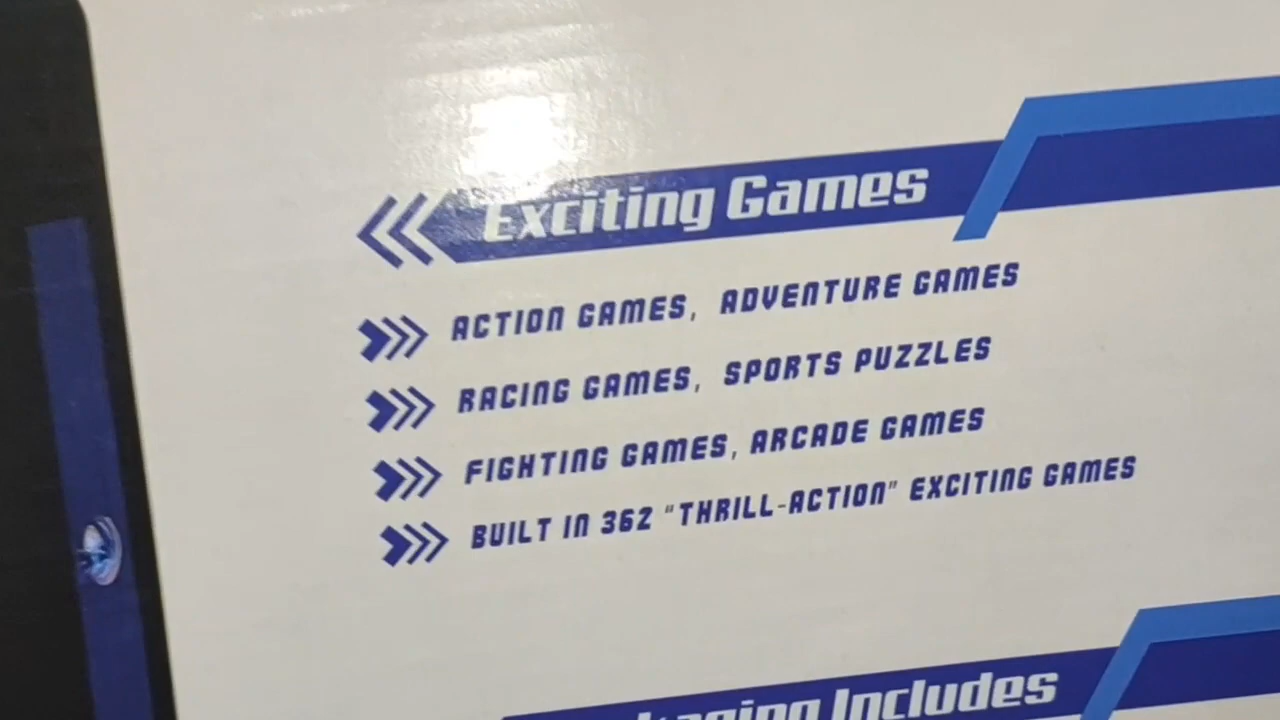 Exciting Games
ACTION GAMES, ADVENTURE GAMES
RACING GAMES, SPORTS PUZZLES
FIGHTING GAMES, ARCADE GAMES
BUILT IN 362 "THRILL-ACTION" EXCITING GAMES
Includes